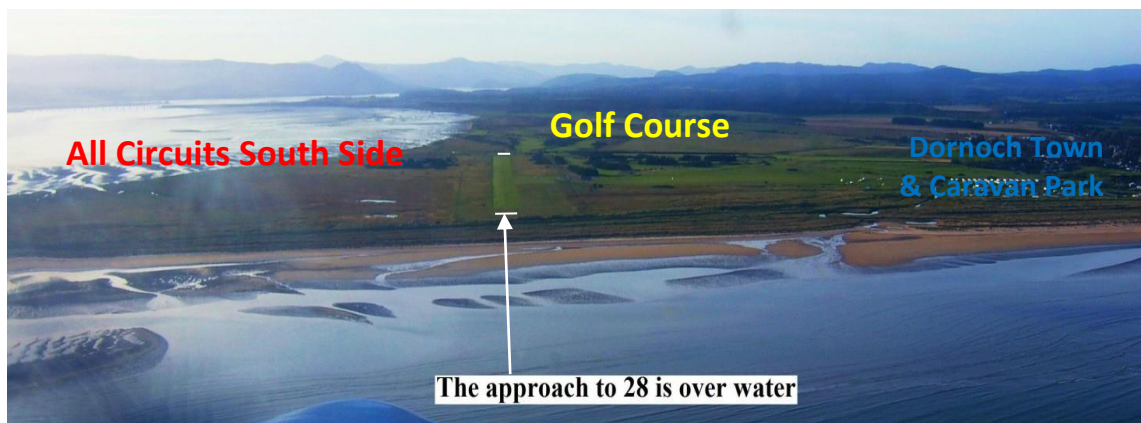 Golf Course
All Circuits South Side
Dornoch Town
& Caravan Park
The approach to 28 is over water